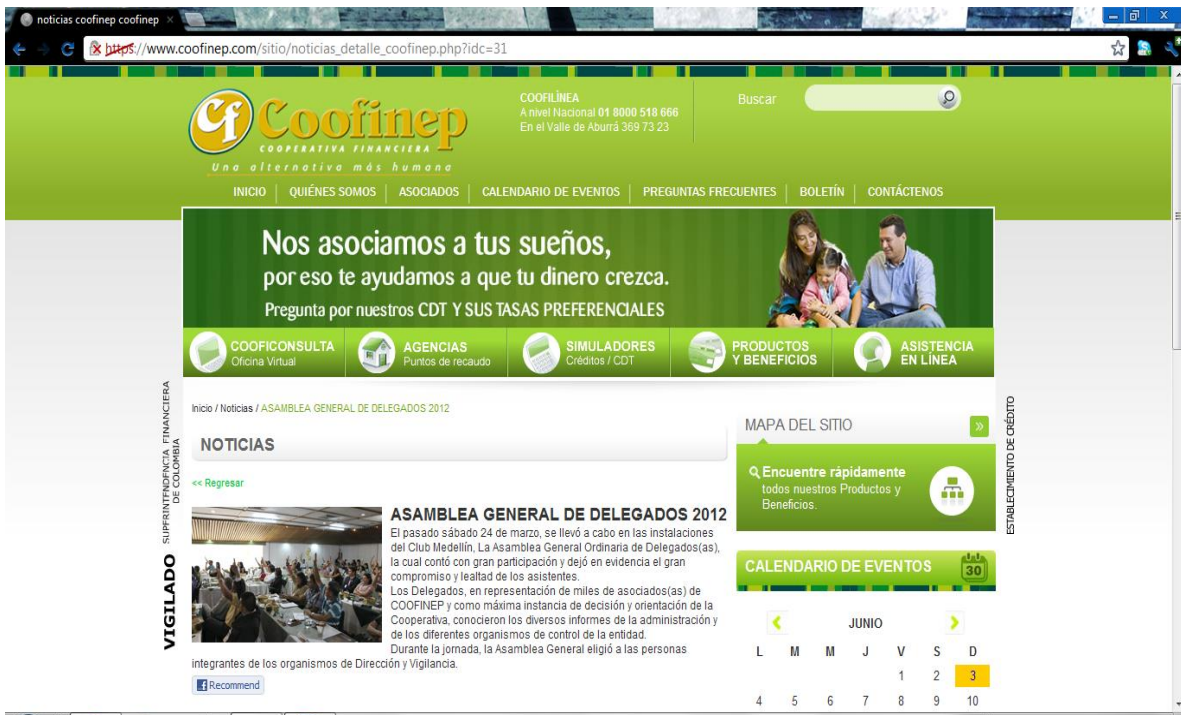 noticias coofinep coofinep
https://www.coofinep.com/sitio/noticias_detalle_coofinep.php?idc=31
Cf Coofinep
COOPERATIVA FINANCIERA
Una alternativa más humana
COOFILÌNEA
A nivel Nacional 01 8000 518 666
En el Valle de Aburrá 369 73 23
Buscar
INICIO | QUIÉNES SOMOS | ASOCIADOS | CALENDARIO DE EVENTOS | PREGUNTAS FRECUENTES | BOLETÍN | CONTÁCTENOS
Nos asociamos a tus sueños,
por eso te ayudamos a que tu dinero crezca.
Pregunta por nuestros CDT Y SUS TASAS PREFERENCIALES
COOFICONSULTA
Oficina Virtual
AGENCIAS
Puntos de recaudo
SIMULADORES
Créditos / CDT
PRODUCTOS
Y BENEFICIOS
ASISTENCIA
EN LÍNEA
VIGILADO SUPERINTENDENCIA FINANCIERA
DE COLOMBIA
Inicio / Noticias / ASAMBLEA GENERAL DE DELEGADOS 2012
NOTICIAS
<< Regresar
ASAMBLEA GENERAL DE DELEGADOS 2012
El pasado sábado 24 de marzo, se llevó a cabo en las instalaciones
del Club Medellín, La Asamblea General Ordinaria de Delegados(as),
la cual contó con gran participación y dejó en evidencia el gran
compromiso y lealtad de los asistentes.
Los Delegados, en representación de miles de asociados(as) de
COOFINEP y como máxima instancia de decisión y orientación de la
Cooperativa, conocieron los diversos informes de la administración y
de los diferentes organismos de control de la entidad.
Durante la jornada, la Asamblea General eligió a las personas
integrantes de los organismos de Dirección y Vigilancia.
Recommend
MAPA DEL SITIO
»
Encuentre rápidamente
todos nuestros Productos y
Beneficios.
ESTABLECIMIENTO DE CRÉDITO
CALENDARIO DE EVENTOS
30
JUNIO
L M M J V S D
1 2 3
4 5 6 7 8 9 10